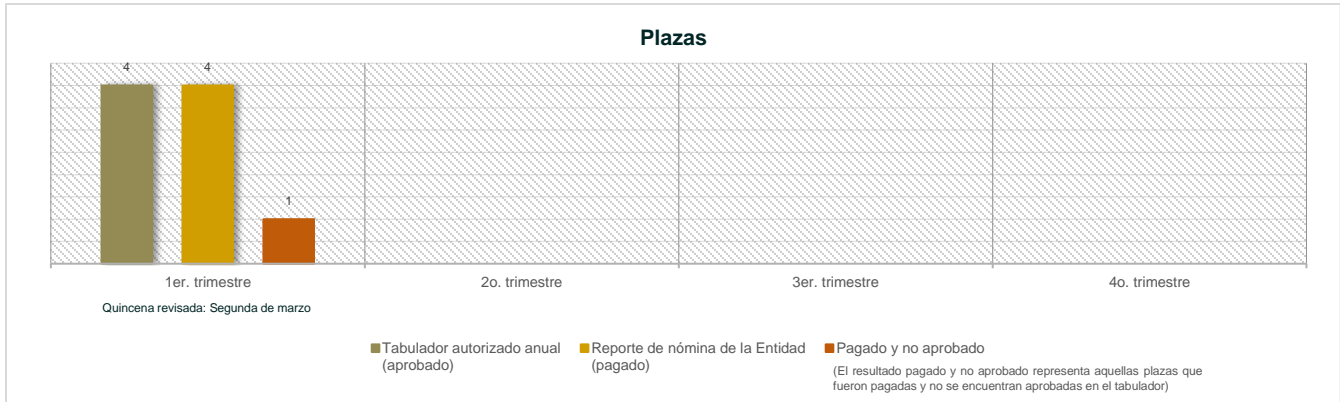 Plazas
4
4
1
1er. trimestre
2o. trimestre
3er. trimestre
4o. trimestre
Quincena revisada: Segunda de marzo
Tabulador autorizado anual
(aprobado)
Reporte de nómina de la Entidad
(pagado)
Pagado y no aprobado
(El resultado pagado y no aprobado representa aquellas plazas que
fueron pagadas y no se encuentran aprobadas en el tabulador)